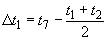 Δt₁ = t₇ − (t₁ + t₂)/2